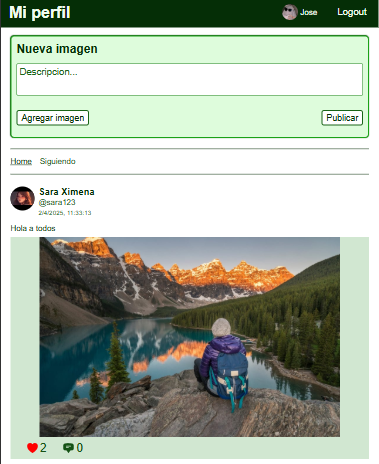 Mi perfil
Jose
Logout
Nueva imagen
Descripcion...
Agregar imagen
Publicar
Home Siguiendo
Sara Ximena
@sara123
2/4/2025, 11:33:13
Hola a todos
2 2